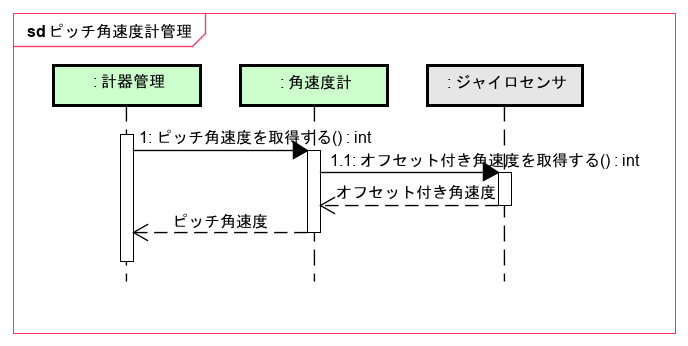 sd ピッチ角速度計管理
: 計器管理
: 角速度計
: ジャイロセンサ
1: ピッチ角速度を取得する() : int
1.1: オフセット付き角速度を取得する() : int
オフセット付き角速度
ピッチ角速度